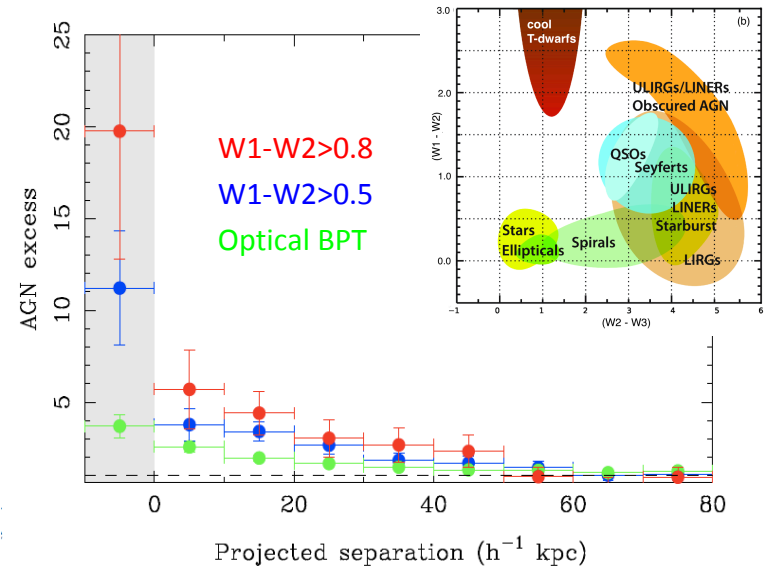 25
20
15
10
5
AGN excess
W1-W2>0.8
W1-W2>0.5
Optical BPT
0
20
40
60
80
Projected separation (h⁻¹ kpc)
(b)
3.0
2.0
1.0
0.0
(W1 - W2)
cool
T-dwarfs
ULIRGs/LINERs
Obscured AGN
QSOs
Seyferts
ULIRGs
LINERs
Starburst
LIRGs
Stars
Ellipticals
Spirals
-1
0
1
2
3
4
5
6
(W2 - W3)